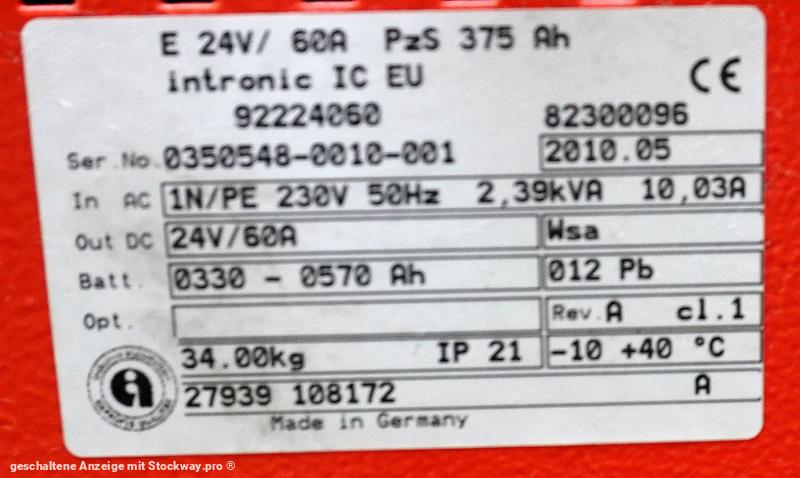 E 24V/ 60A PzS 375 Ah
intronic IC EU
CE
92224060 82300096
Ser.No. 0350548-0010-001 2010.05
In AC 1N/PE 230V 50Hz 2,39kVA 10,03A
Out DC 24V/60A Wsa
Batt. 0330 - 0570 Ah 012 Pb
Opt. Rev.A cl.1
34.00kg IP 21 -10 +40 °C
27939 108172 A
Made in Germany
geschaltene Anzeige mit Stockway.pro ®